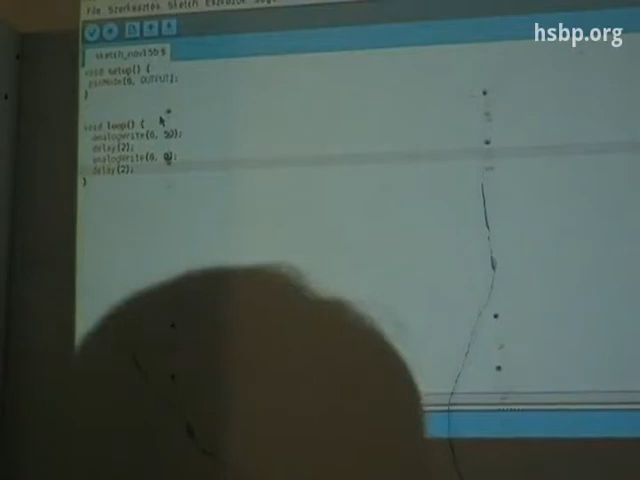 hsbp.org
File Szerkesztés Sketch Eszközök
sketch_nov15b §
void setup() {
pinMode(6, OUTPUT);
}
void loop() {
analogWrite(6, 50);
delay(2);
analogWrite(6, 0);
delay(2);
}